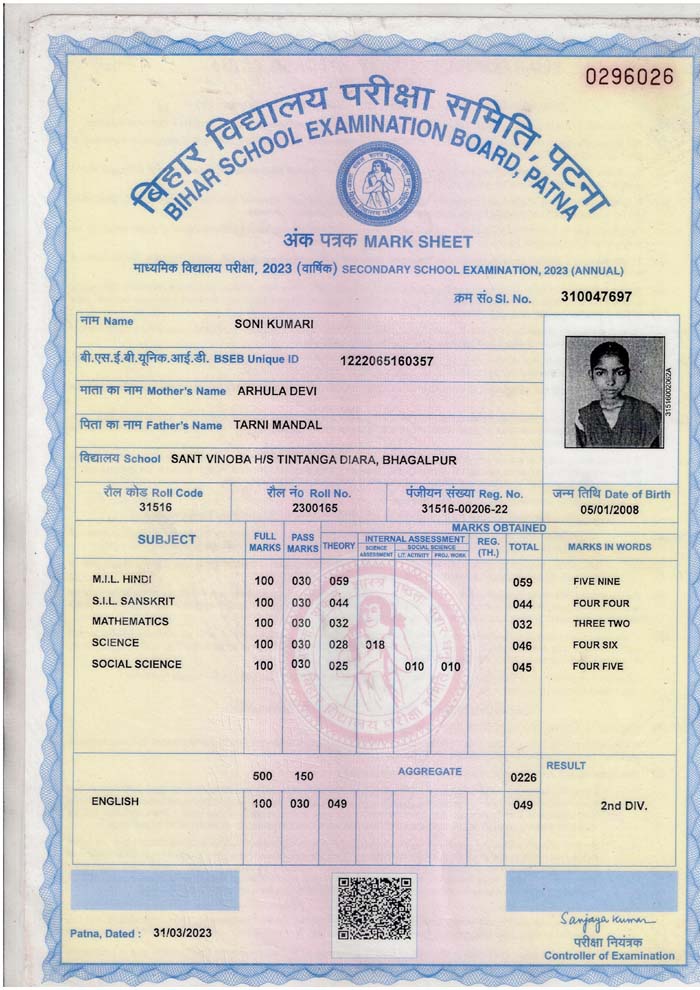 0296026
बिहार विद्यालय परीक्षा समिति, पटना
BIHAR SCHOOL EXAMINATION BOARD, PATNA
अंक पत्रक MARK SHEET
माध्यमिक विद्यालय परीक्षा, 2023 (वार्षिक) SECONDARY SCHOOL EXAMINATION, 2023 (ANNUAL)
क्रम सं० SI. No. 310047697
नाम Name SONI KUMARI
बी.एस.ई.बी.यूनिक.आई.डी. BSEB Unique ID 1222065160357
माता का नाम Mother's Name ARHULA DEVI
पिता का नाम Father's Name TARNI MANDAL
विद्यालय School SANT VINOBA H/S TINTANGA DIARA, BHAGALPUR
31516002062A
रौल कोड Roll Code रौल नं० Roll No. पंजीयन संख्या Reg. No. जन्म तिथि Date of Birth
31516 2300165 31516-00206-22 05/01/2008
SUBJECT FULL MARKS PASS MARKS MARKS OBTAINED
THEORY INTERNAL ASSESSMENT REG. (TH.) TOTAL MARKS IN WORDS
SCIENCE ASSESSMENT SOCIAL SCIENCE
LIT. ACTIVITY PROJ. WORK
M.I.L. HINDI 100 030 059 059 FIVE NINE
S.I.L. SANSKRIT 100 030 044 044 FOUR FOUR
MATHEMATICS 100 030 032 032 THREE TWO
SCIENCE 100 030 028 018 046 FOUR SIX
SOCIAL SCIENCE 100 030 025 010 010 045 FOUR FIVE
500 150 AGGREGATE 0226 RESULT
ENGLISH 100 030 049 049 2nd DIV.
Sanjaya Kumar
Patna, Dated : 31/03/2023
परीक्षा नियंत्रक
Controller of Examination